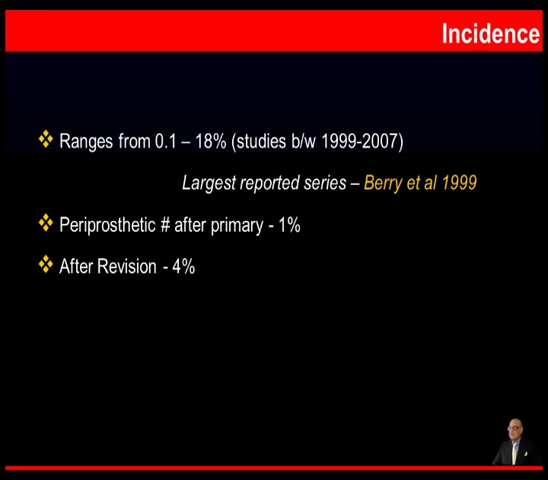 Incidence
Ranges from 0.1 – 18% (studies b/w 1999-2007)
Largest reported series – Berry et al 1999
Periprosthetic # after primary - 1%
After Revision - 4%